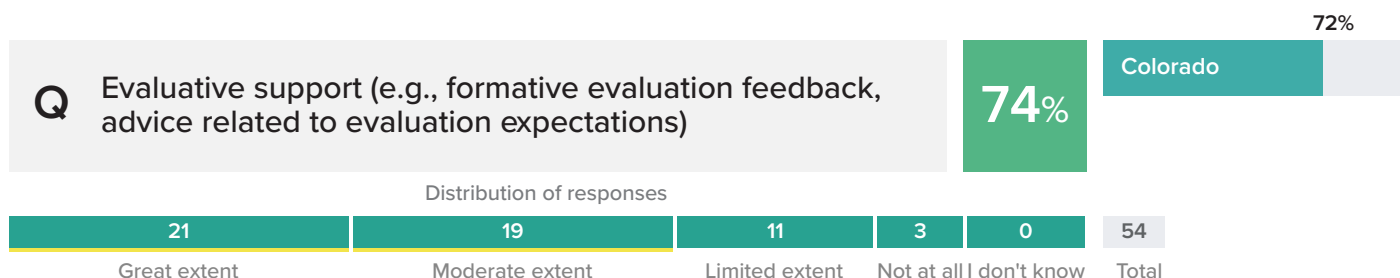 72%
Q Evaluative support (e.g., formative evaluation feedback,
advice related to evaluation expectations)
74%
Colorado
Distribution of responses
21 19 11 3 0 54
Great extent Moderate extent Limited extent Not at all I don't know Total